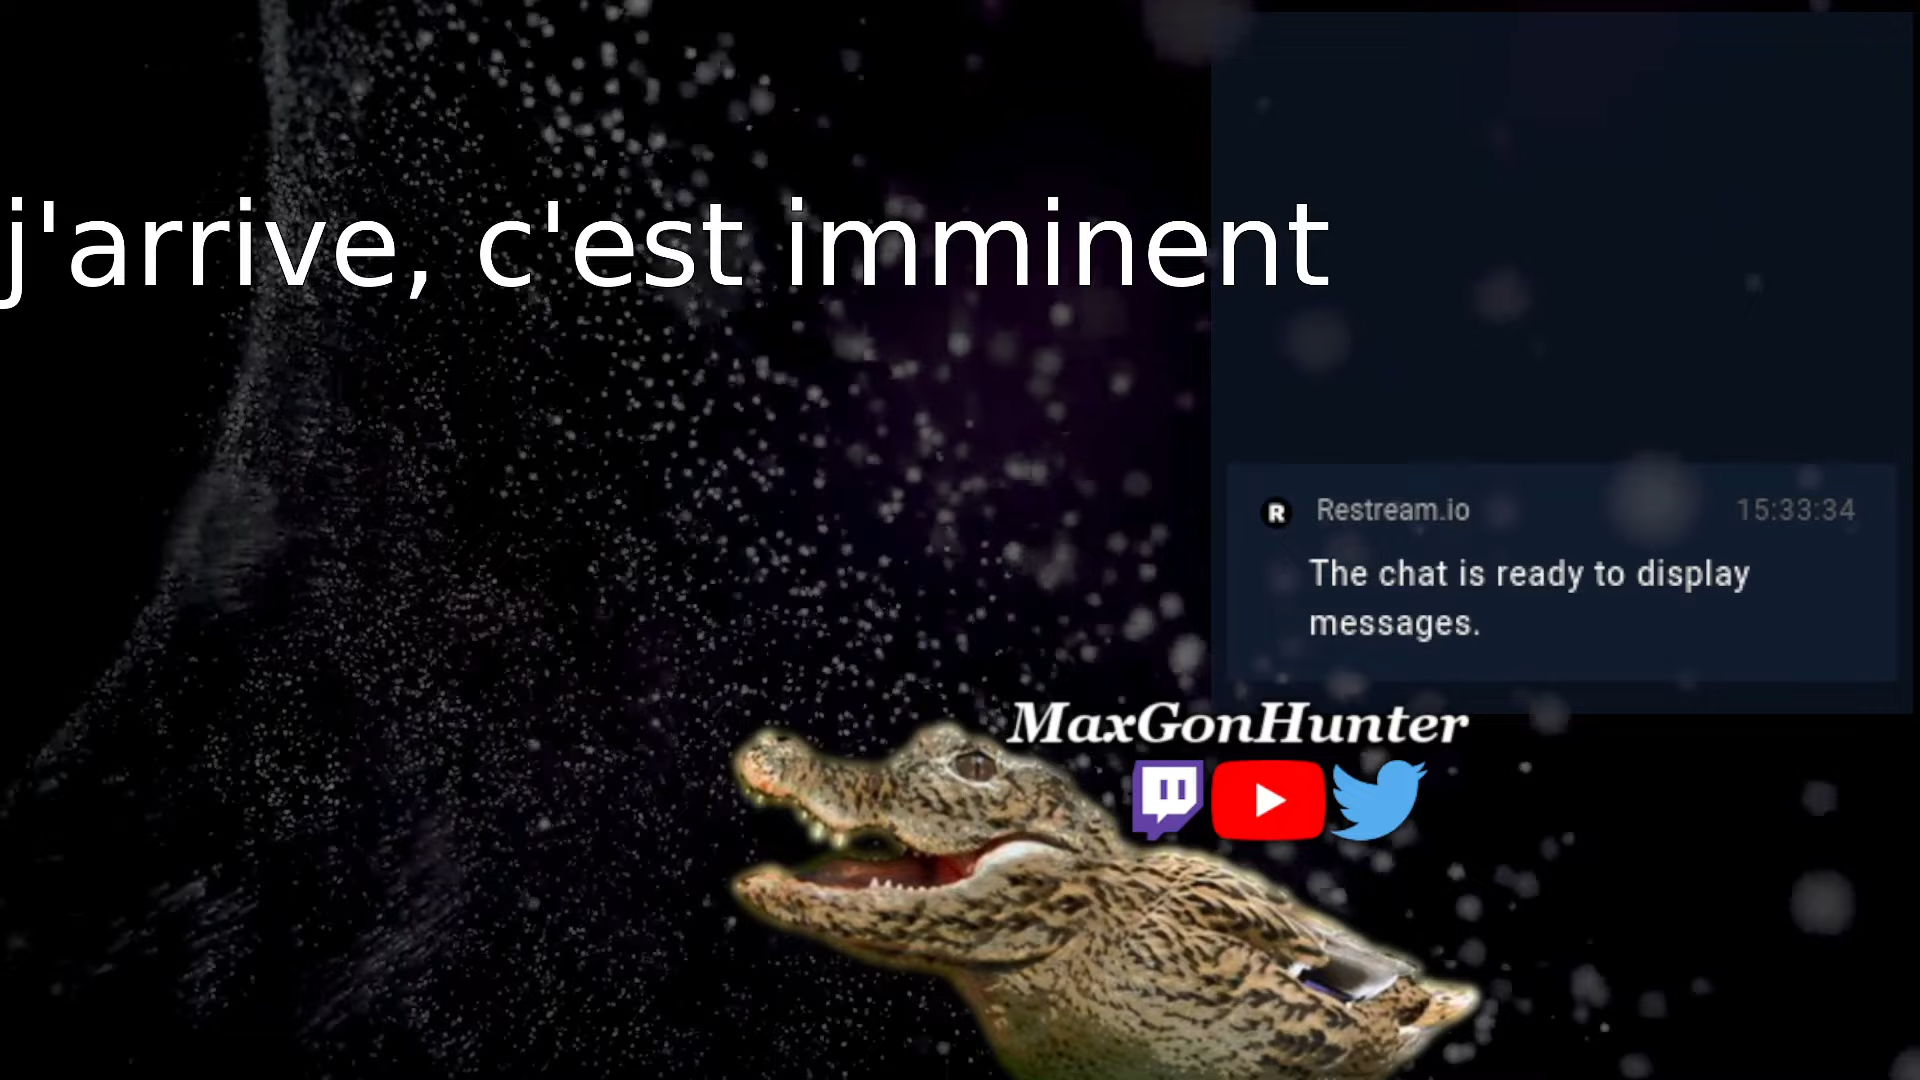 j'arrive, c'est imminent
R Restream.io 15:33:34
The chat is ready to display
messages.
MaxGonHunter